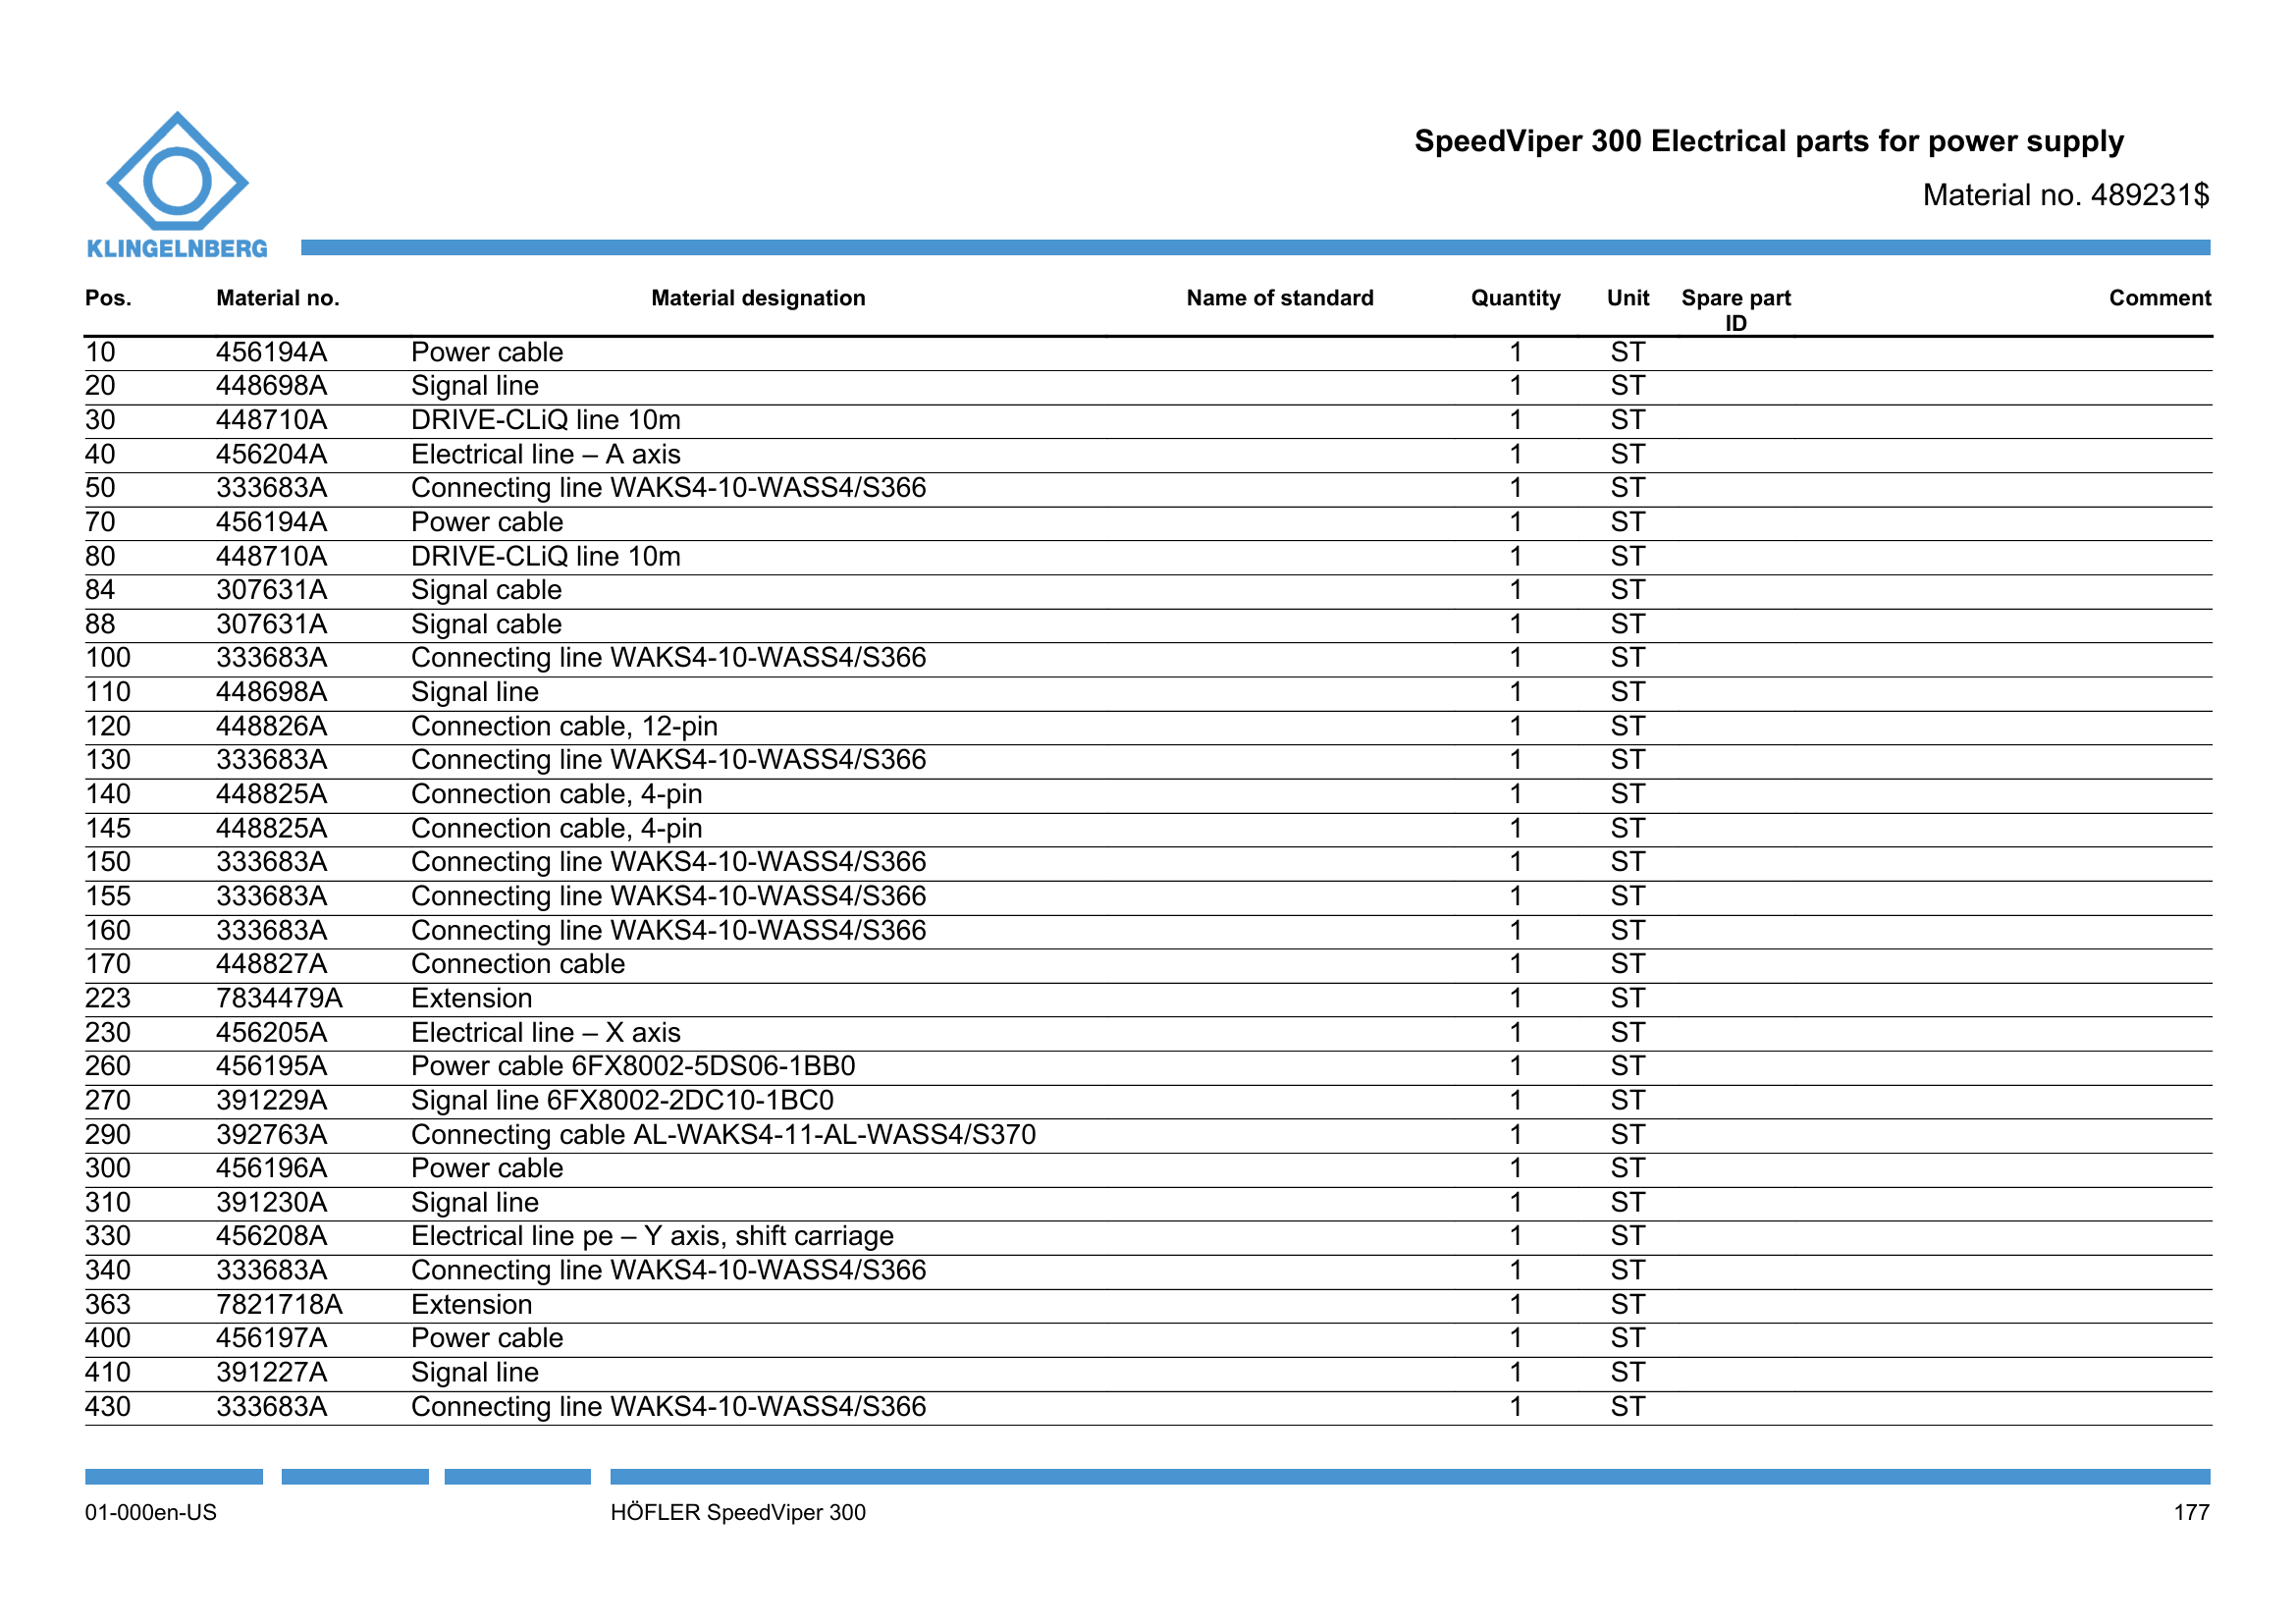 SpeedViper 300 Electrical parts for power supply
Material no. 489231$
KLINGELNBERG
Pos. Material no. Material designation Name of standard Quantity Unit Spare part ID Comment
10 456194A Power cable 1 ST
20 448698A Signal line 1 ST
30 448710A DRIVE-CLiQ line 10m 1 ST
40 456204A Electrical line – A axis 1 ST
50 333683A Connecting line WAKS4-10-WASS4/S366 1 ST
70 456194A Power cable 1 ST
80 448710A DRIVE-CLiQ line 10m 1 ST
84 307631A Signal cable 1 ST
88 307631A Signal cable 1 ST
100 333683A Connecting line WAKS4-10-WASS4/S366 1 ST
110 448698A Signal line 1 ST
120 448826A Connection cable, 12-pin 1 ST
130 333683A Connecting line WAKS4-10-WASS4/S366 1 ST
140 448825A Connection cable, 4-pin 1 ST
145 448825A Connection cable, 4-pin 1 ST
150 333683A Connecting line WAKS4-10-WASS4/S366 1 ST
155 333683A Connecting line WAKS4-10-WASS4/S366 1 ST
160 333683A Connecting line WAKS4-10-WASS4/S366 1 ST
170 448827A Connection cable 1 ST
223 7834479A Extension 1 ST
230 456205A Electrical line – X axis 1 ST
260 456195A Power cable 6FX8002-5DS06-1BB0 1 ST
270 391229A Signal line 6FX8002-2DC10-1BC0 1 ST
290 392763A Connecting cable AL-WAKS4-11-AL-WASS4/S370 1 ST
300 456196A Power cable 1 ST
310 391230A Signal line 1 ST
330 456208A Electrical line pe – Y axis, shift carriage 1 ST
340 333683A Connecting line WAKS4-10-WASS4/S366 1 ST
363 7821718A Extension 1 ST
400 456197A Power cable 1 ST
410 391227A Signal line 1 ST
430 333683A Connecting line WAKS4-10-WASS4/S366 1 ST
01-000en-US HÖFLER SpeedViper 300 177